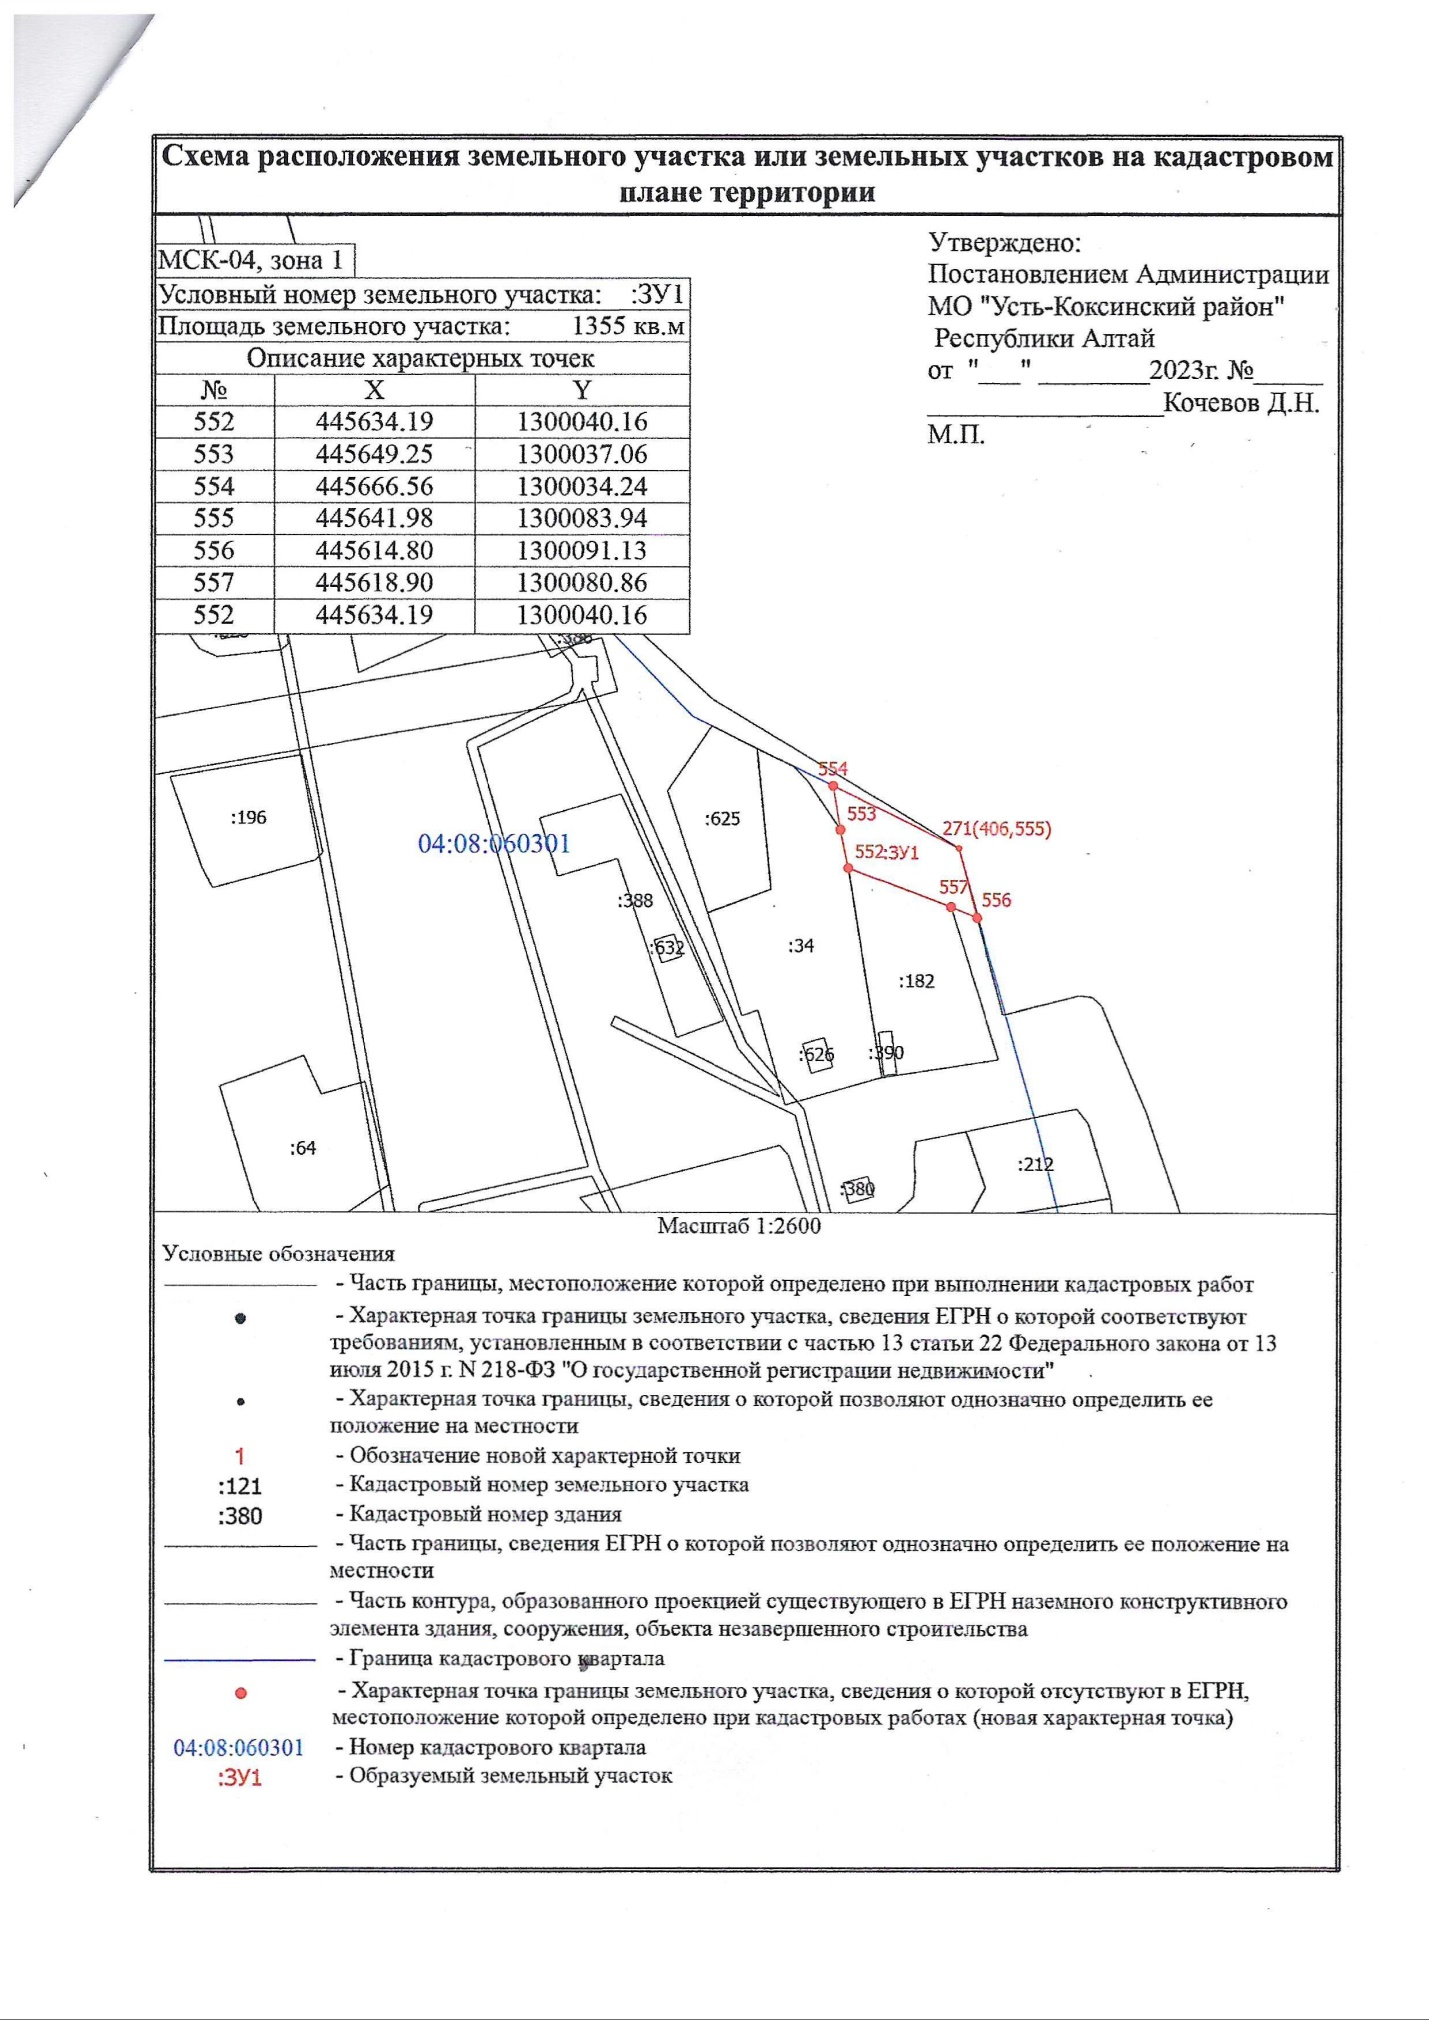 Схема расположения земельного участка или земельных участков на кадастровом
плане территории
МСК-04, зона 1
Условный номер земельного участка: :ЗУ1
Площадь земельного участка: 1355 кв.м
Описание характерных точек
№ X Y
552 445634.19 1300040.16
553 445649.25 1300037.06
554 445666.56 1300034.24
555 445641.98 1300083.94
556 445614.80 1300091.13
557 445618.90 1300080.86
552 445634.19 1300040.16
Утверждено:
Постановлением Администрации
МО "Усть-Коксинский район"
Республики Алтай
от "___" ________2023г. №_____
_________________Кочевов Д.Н.
М.П.
:386
554
:196
:625
553
271(406,555)
04:08:060301
552
:ЗУ1
557
556
:388
:632
:34
:182
:626
:390
:64
:212
:380
Масштаб 1:2600
Условные обозначения
- Часть границы, местоположение которой определено при выполнении кадастровых работ
- Характерная точка границы земельного участка, сведения ЕГРН о которой соответствуют
требованиям, установленным в соответствии с частью 13 статьи 22 Федерального закона от 13
июля 2015 г. N 218-ФЗ "О государственной регистрации недвижимости"
- Характерная точка границы, сведения о которой позволяют однозначно определить ее
положение на местности
1 - Обозначение новой характерной точки
:121 - Кадастровый номер земельного участка
:380 - Кадастровый номер здания
- Часть границы, сведения ЕГРН о которой позволяют однозначно определить ее положение на
местности
- Часть контура, образованного проекцией существующего в ЕГРН наземного конструктивного
элемента здания, сооружения, объекта незавершенного строительства
- Граница кадастрового квартала
- Характерная точка границы земельного участка, сведения о которой отсутствуют в ЕГРН,
местоположение которой определено при кадастровых работах (новая характерная точка)
04:08:060301 - Номер кадастрового квартала
:ЗУ1 - Образуемый земельный участок